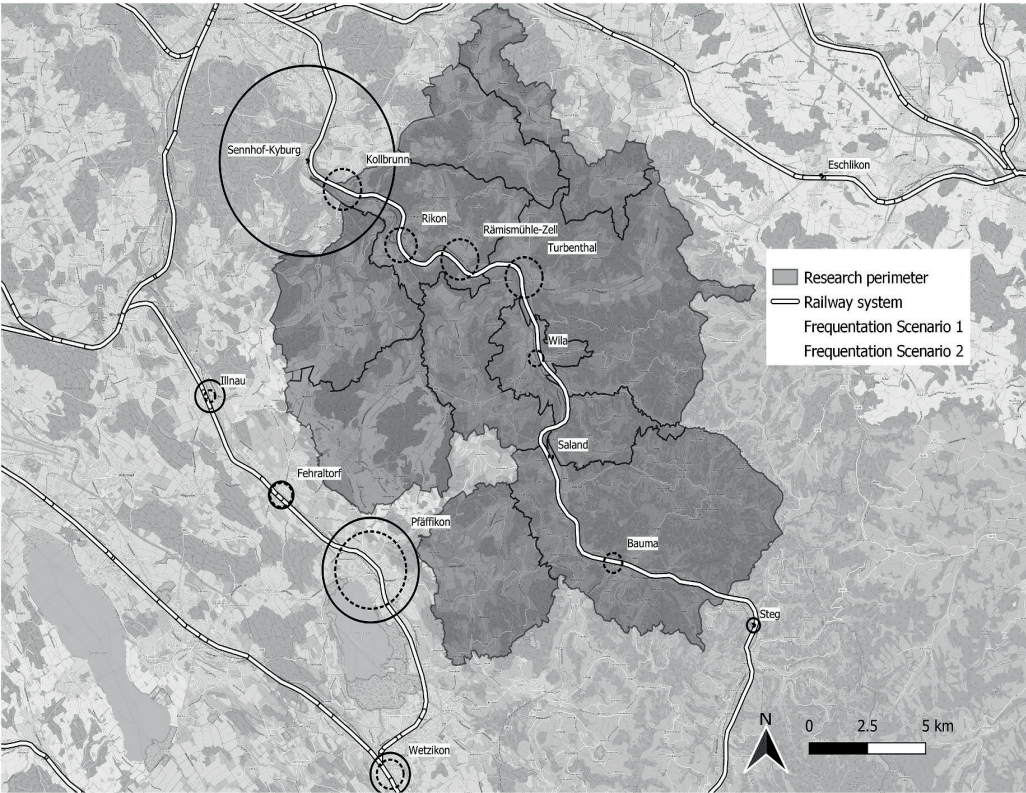 Sennhof-Kyburg
Kollbrunn
Eschlikon
Rikon
Rämismühle-Zell
Turbenthal
Research perimeter
Railway system
Frequentation Scenario 1
Frequentation Scenario 2
Wila
Illnau
Saland
Fehraltorf
Pfäffikon
Bauma
Steg
N
0 2.5 5 km
Wetzikon